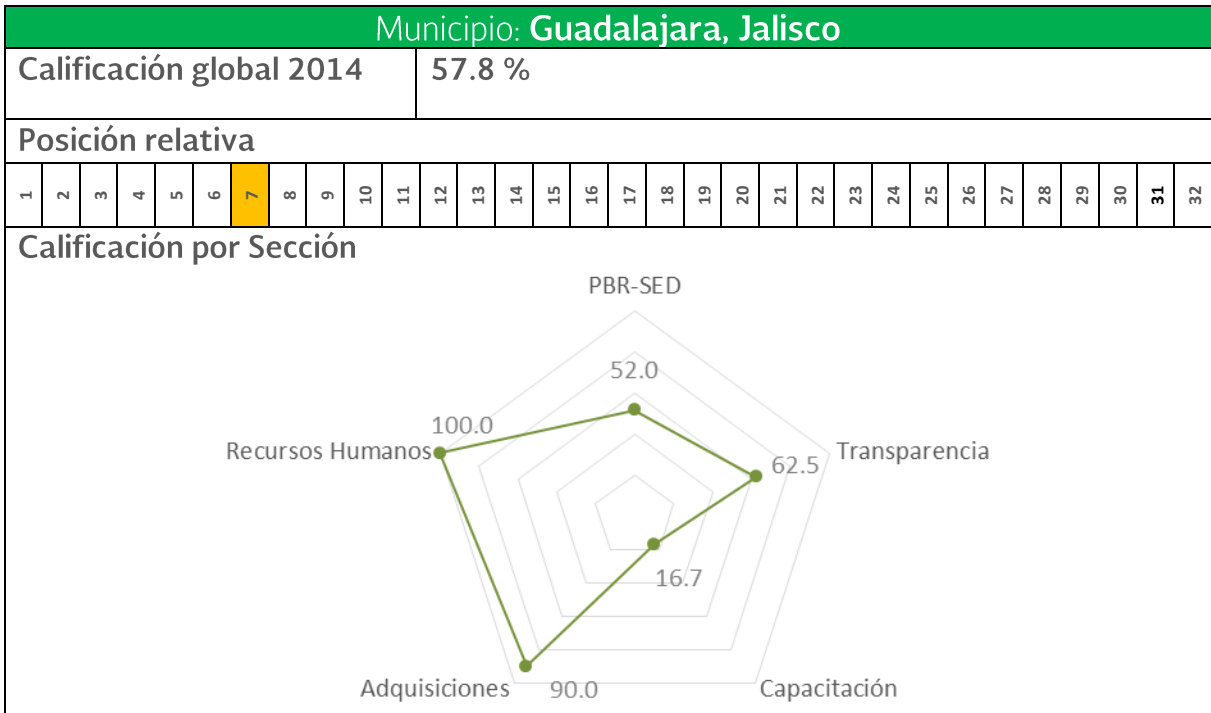 Municipio: Guadalajara, Jalisco
Calificación global 2014 57.8 %
Posición relativa
1 2 3 4 5 6 7 8 9 10 11 12 13 14 15 16 17 18 19 20 21 22 23 24 25 26 27 28 29 30 31 32
Calificación por Sección
PBR-SED
52.0
100.0
Recursos Humanos
Transparencia
62.5
16.7
Adquisiciones
90.0
Capacitación